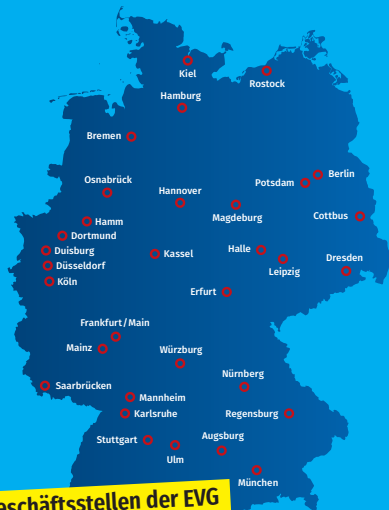 Kiel
Rostock
Hamburg
Bremen
Berlin
Osnabrück
Potsdam
Hannover
Magdeburg
Cottbus
Hamm
Dortmund
Duisburg
Kassel
Halle
Dresden
Düsseldorf
Leipzig
Köln
Erfurt
Frankfurt/Main
Mainz
Würzburg
Nürnberg
Saarbrücken
Mannheim
Karlsruhe
Regensburg
Stuttgart
Augsburg
Ulm
München
eschäftsstellen der EVG